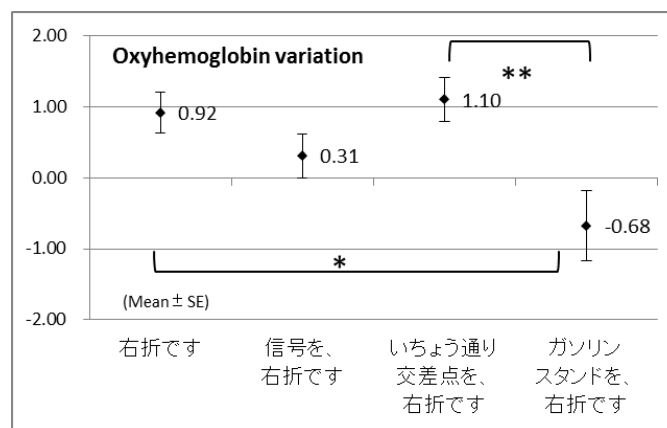 2.00
Oxyhemoglobin variation
**
1.00
0.92
1.10
0.31
0.00
-0.68
-1.00
*
(Mean ± SE)
-2.00
右折です
信号を、
右折です
いちょう通り
交差点を、
右折です
ガソリン
スタンドを、
右折です